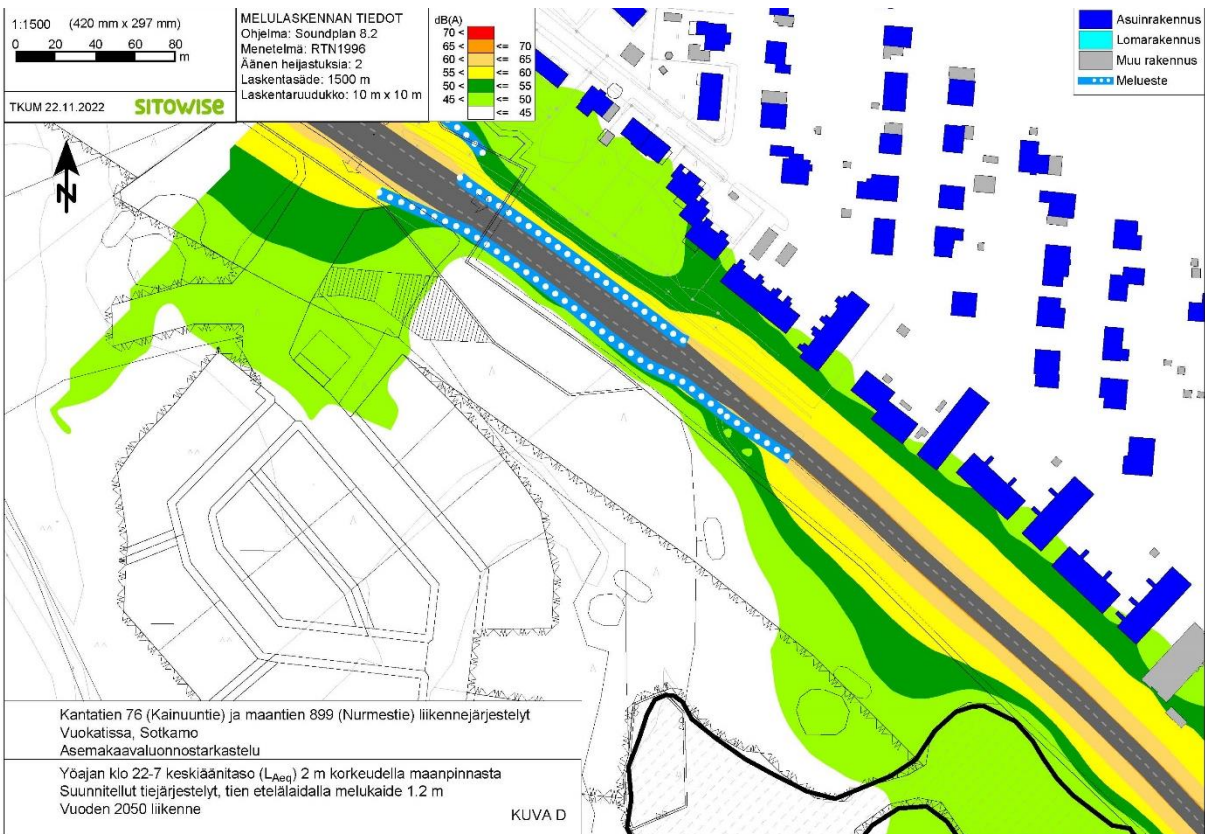 1:1500 (420 mm x 297 mm)
0 20 40 60 80
m
TKUM 22.11.2022 SITOWISE
MELULASKENNAN TIEDOT
Ohjelma: Soundplan 8.2
Menetelmä: RTN1996
Äänen heijastuksia: 2
Laskentasäde: 1500 m
Laskentaruudukko: 10 m x 10 m
dB(A)
70 <
65 < <= 70
60 < <= 65
55 < <= 60
50 < <= 55
45 < <= 50
<= 45
Asuinrakennus
Lomarakennus
Muu rakennus
Melueste
N
Kantatien 76 (Kainuuntie) ja maantien 899 (Nurmestie) liikennejärjestelyt
Vuokatissa, Sotkamo
Asemakaavaluonnostarkastelu
Yöajan klo 22-7 keskiäänitaso (LAeq) 2 m korkeudella maanpinnasta
Suunnitellut tiejärjestelyt, tien etelälaidalla melukaide 1.2 m
Vuoden 2050 liikenne
KUVA D